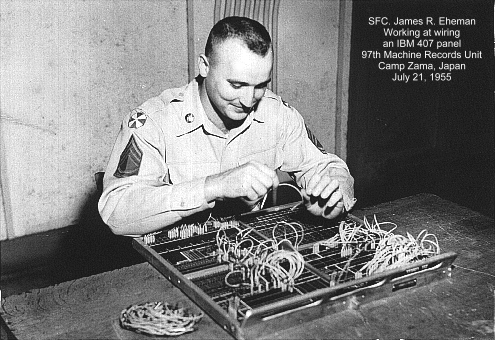 SFC. James R. Eheman
Working at wiring
an IBM 407 panel
97th Machine Records Unit
Camp Zama, Japan
July 21, 1955